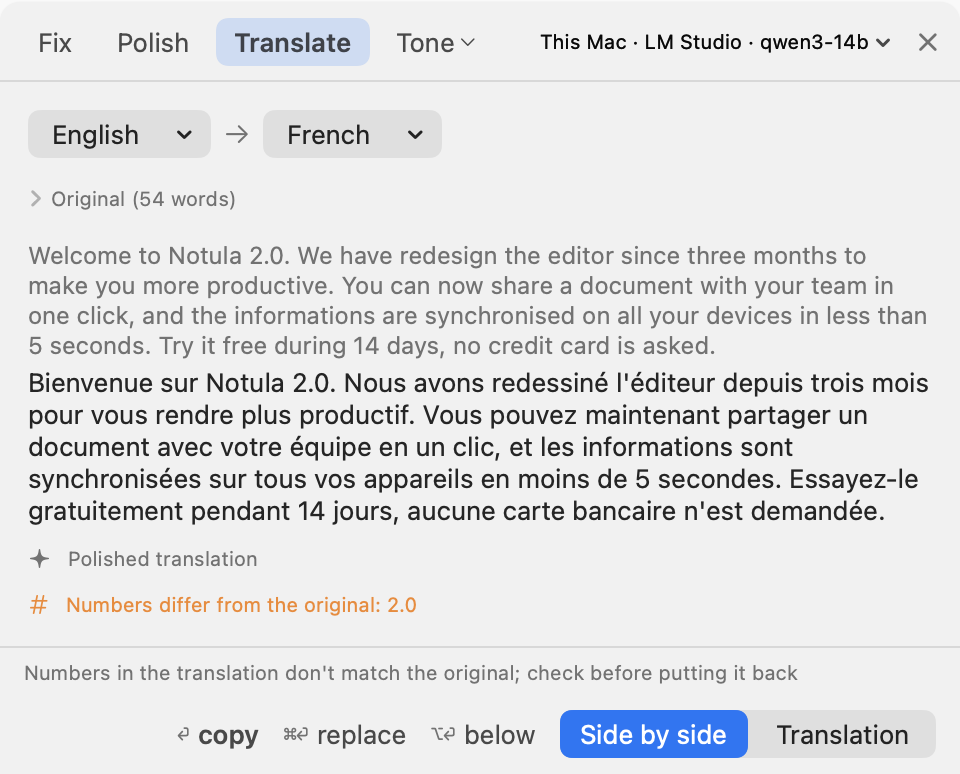 Fix Polish Translate Tone This Mac · LM Studio · qwen3-14b
English → French
Original (54 words)
Welcome to Notula 2.0. We have redesign the editor since three months to
make you more productive. You can now share a document with your team in
one click, and the informations are synchronised on all your devices in less than
5 seconds. Try it free during 14 days, no credit card is asked.
Bienvenue sur Notula 2.0. Nous avons redessiné l'éditeur depuis trois mois
pour vous rendre plus productif. Vous pouvez maintenant partager un
document avec votre équipe en un clic, et les informations sont
synchronisées sur tous vos appareils en moins de 5 secondes. Essayez-le
gratuitement pendant 14 jours, aucune carte bancaire n'est demandée.
Polished translation
# Numbers differ from the original: 2.0
Numbers in the translation don't match the original; check before putting it back
⏎ copy ⌘⏎ replace ⌥⏎ below Side by side Translation